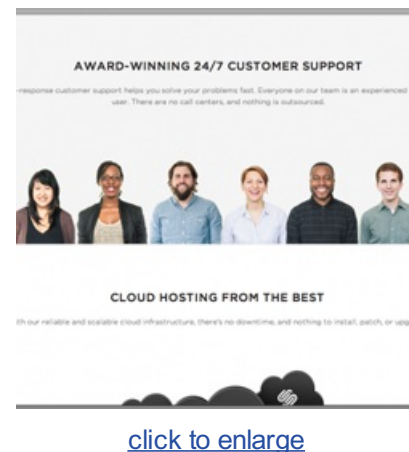 AWARD-WINNING 24/7 CUSTOMER SUPPORT
-response customer support helps you solve your problems fast. Everyone on our team is an experienced
user. There are no call centers, and nothing is outsourced.
CLOUD HOSTING FROM THE BEST
th our reliable and scalable cloud infrastructure, there's no downtime, and nothing to install, patch, or upg
click to enlarge